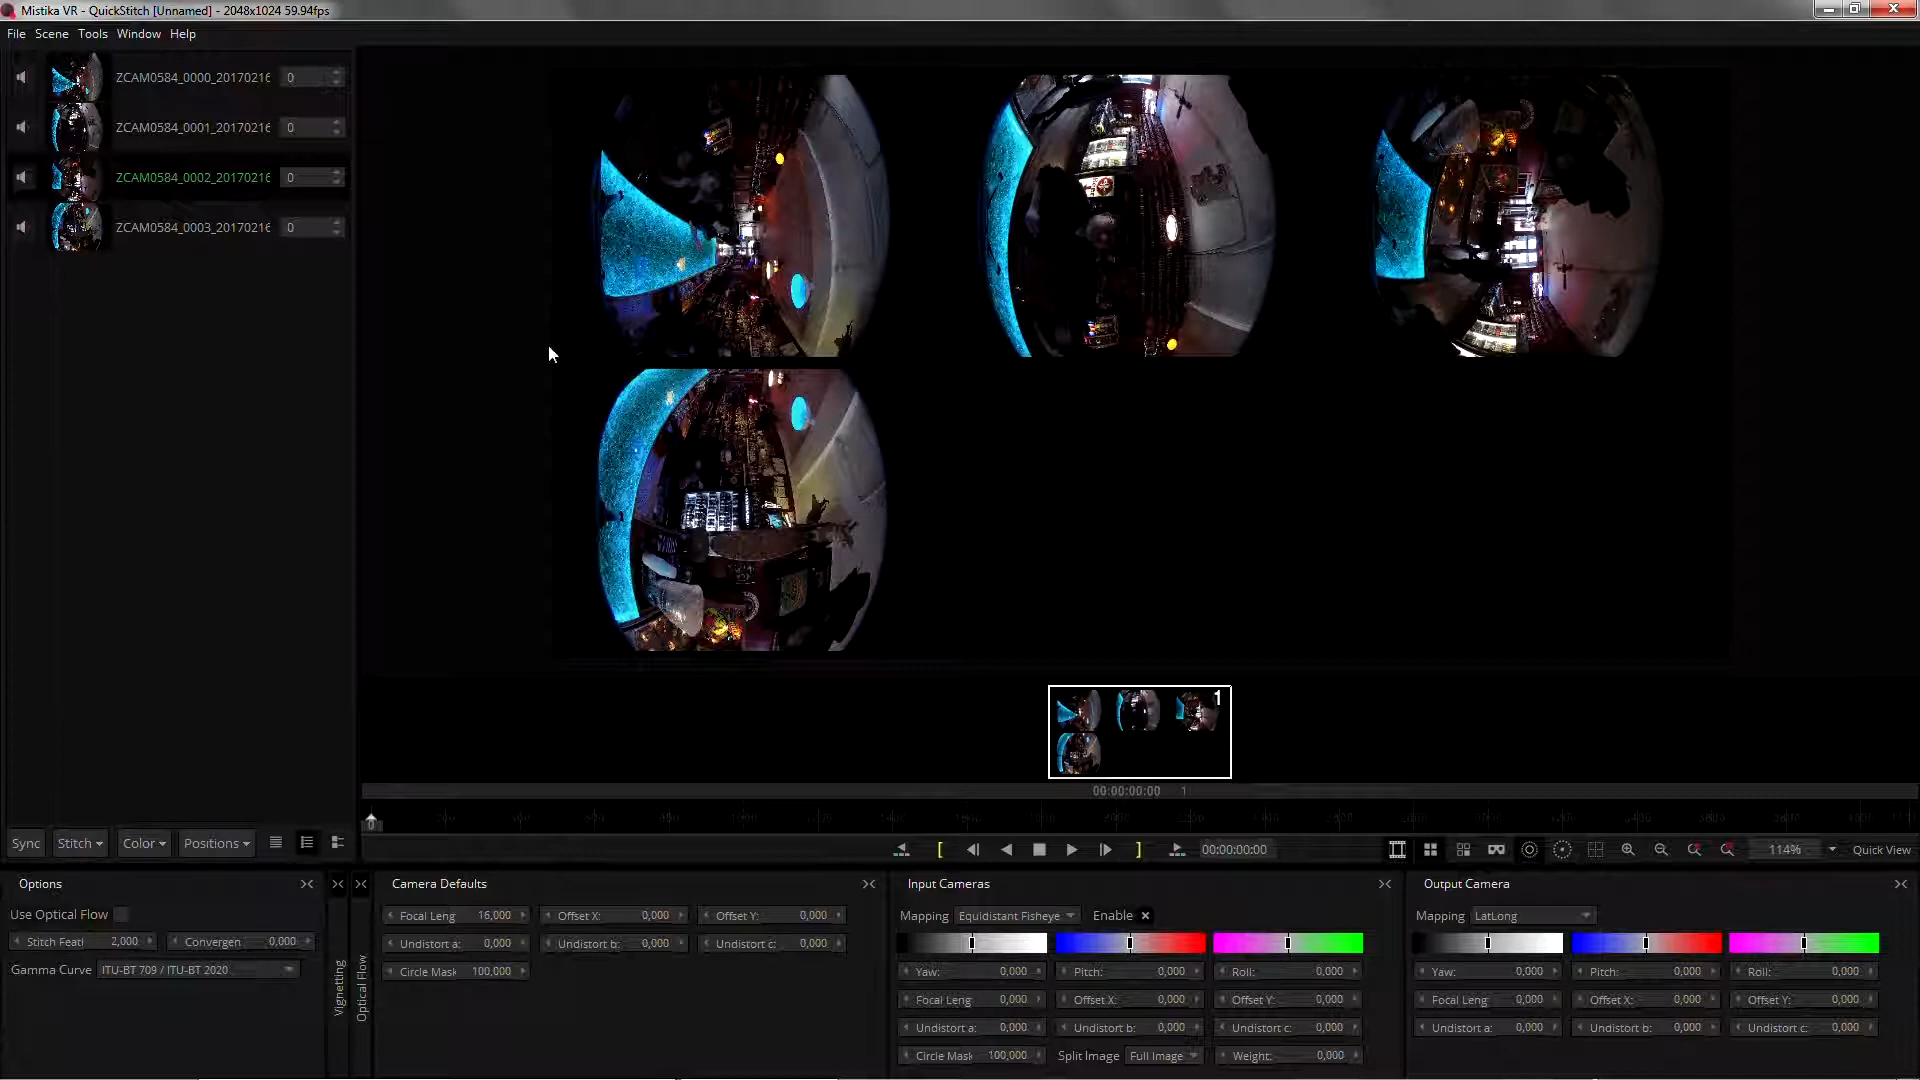 Mistika VR - QuickStitch [Unnamed] - 2048x1024 59.94fps
File Scene Tools Window Help
ZCAM0584_0000_20170216 0
ZCAM0584_0001_20170216 0
ZCAM0584_0002_20170216 0
ZCAM0584_0003_20170216 0
1
00:00:00:00 1
0
Sync Stitch Color Positions
[ ] 00:00:00:00 114% Quick View
Options
Use Optical Flow
Stitch Feati 2,000 Convergen 0,000
Gamma Curve ITU-BT 709 / ITU-BT 2020
Vignetting
Optical Flow
Camera Defaults
Focal Leng 16,000 Offset X: 0,000 Offset Y: 0,000
Undistort a: 0,000 Undistort b: 0,000 Undistort c: 0,000
Circle Mask 100,000
Input Cameras
Mapping Equidistant Fisheye Enable
Yaw: 0,000 Pitch: 0,000 Roll: 0,000
Focal Leng 0,000 Offset X: 0,000 Offset Y: 0,000
Undistort a: 0,000 Undistort b: 0,000 Undistort c: 0,000
Circle Mask 100,000 Split Image Full Image Weight: 0,000
Output Camera
Mapping LatLong
Yaw: 0,000 Pitch: 0,000 Roll: 0,000
Focal Leng 0,000 Offset X: 0,000 Offset Y: 0,000
Undistort a: 0,000 Undistort b: 0,000 Undistort c: 0,000